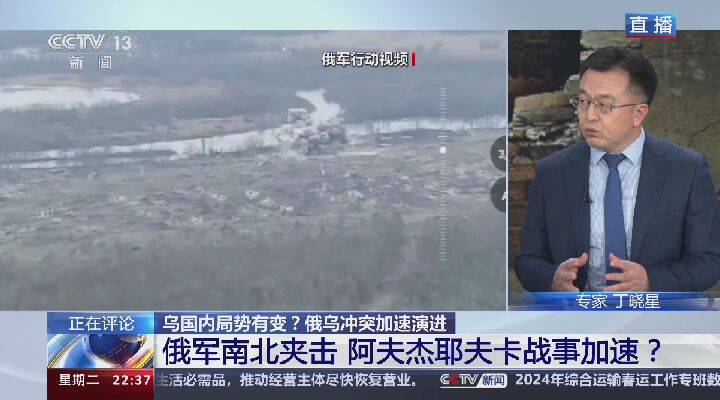 CCTV 13
新闻
直播
俄军行动视频
专家 丁晓星
正在评论
乌国内局势有变？俄乌冲突加速演进
俄军南北夹击 阿夫杰耶夫卡战事加速？
星期二 22:37
生活必需品，推动经营主体尽快恢复营业。 CCTV新闻 2024年综合运输春运工作专班数